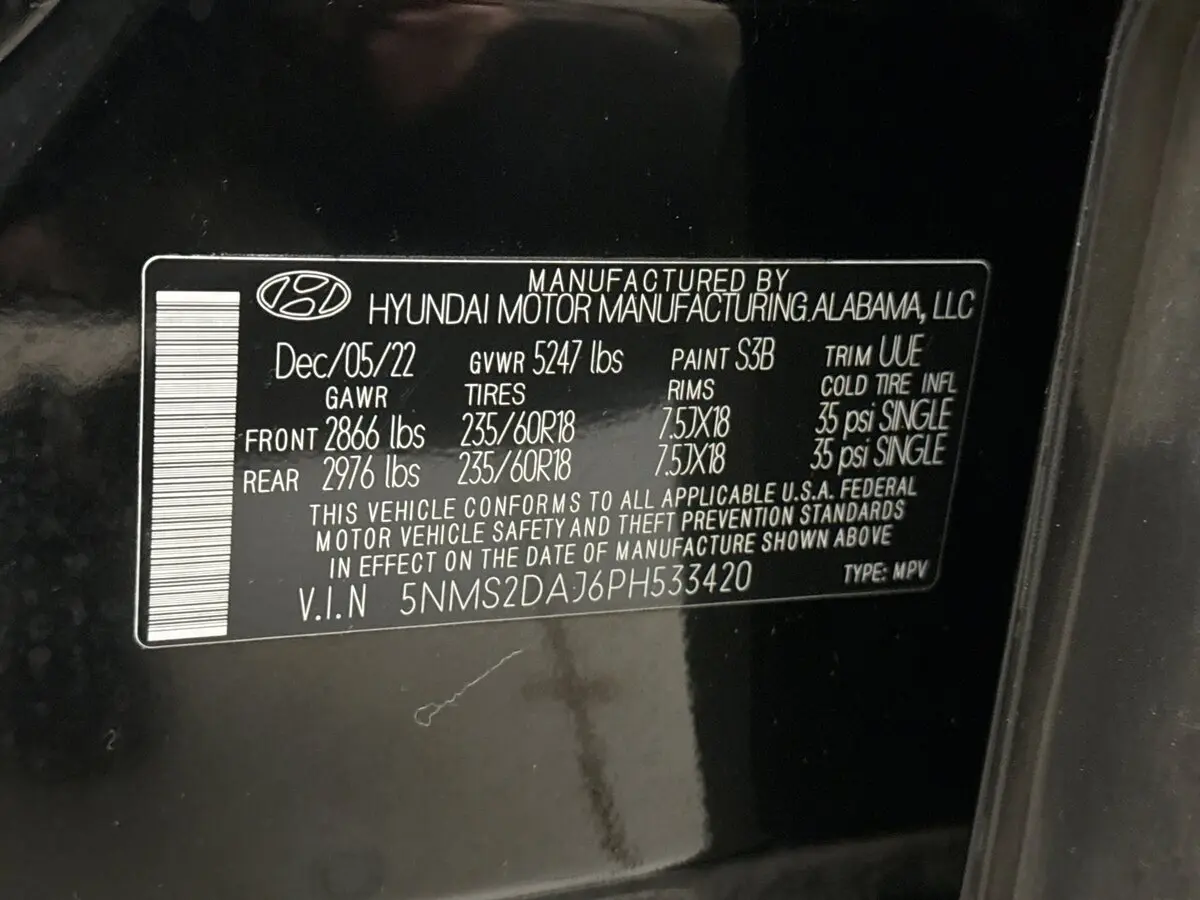 MANUFACTURED BY
HYUNDAI MOTOR MANUFACTURING ALABAMA, LLC
Dec/05/22 GVWR 5247 lbs PAINT S3B TRIM UUE
GAWR TIRES RIMS COLD TIRE INFL
FRONT 2866 lbs 235/60R18 7.5JX18 35 psi SINGLE
REAR 2976 lbs 235/60R18 7.5JX18 35 psi SINGLE
THIS VEHICLE CONFORMS TO ALL APPLICABLE U.S.A. FEDERAL
MOTOR VEHICLE SAFETY AND THEFT PREVENTION STANDARDS
IN EFFECT ON THE DATE OF MANUFACTURE SHOWN ABOVE
V.I.N 5NMS2DAJ6PH533420 TYPE: MPV